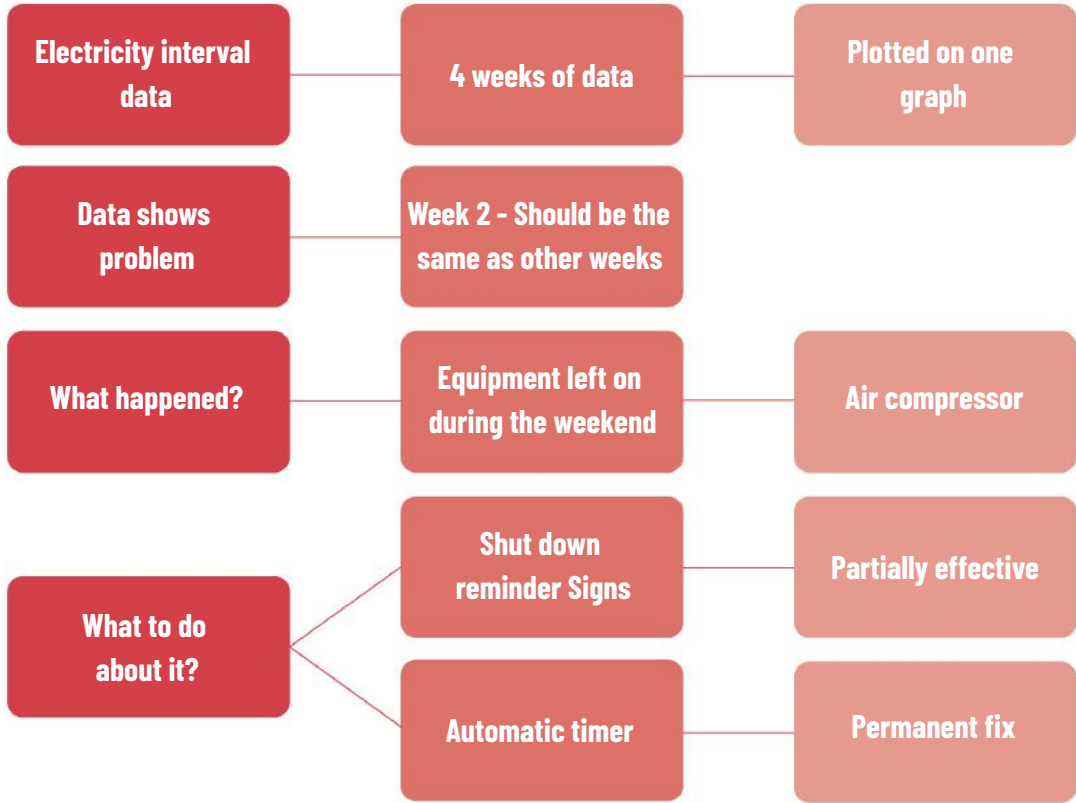 Electricity interval
data
4 weeks of data
Plotted on one
graph
Data shows
problem
Week 2 - Should be the
same as other weeks
What happened?
Equipment left on
during the weekend
Air compressor
What to do
about it?
Shut down
reminder Signs
Partially effective
Automatic timer
Permanent fix